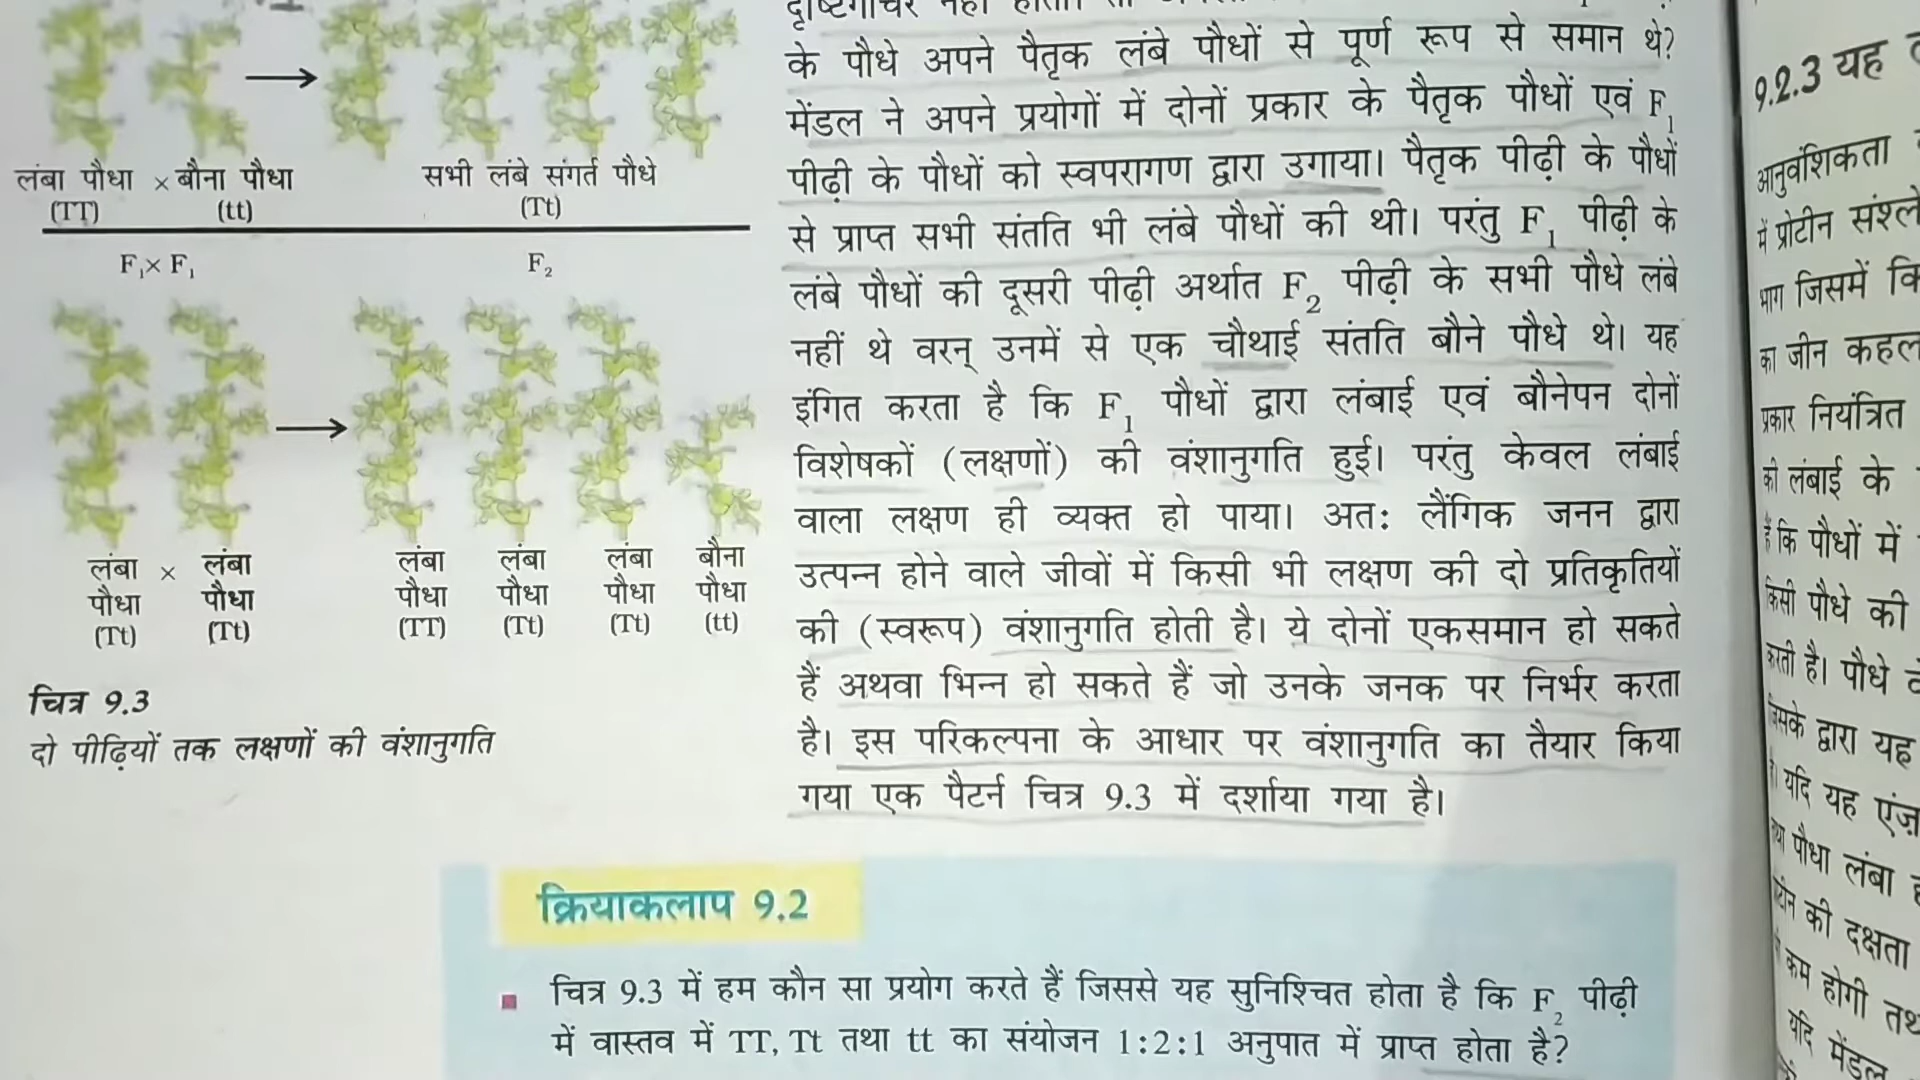 लंबा पौधा × बौना पौधा सभी लंबे संगर्त पौधे
(TT) (tt) (Tt)
F₁× F₁ F₂
लंबा × लंबा लंबा लंबा लंबा बौना
पौधा पौधा पौधा पौधा पौधा पौधा
(Tt) (Tt) (TT) (Tt) (Tt) (tt)
चित्र 9.3
दो पीढ़ियों तक लक्षणों की वंशानुगति
के पौधे अपने पैतृक लंबे पौधों से पूर्ण रूप से समान थे?
मेंडल ने अपने प्रयोगों में दोनों प्रकार के पैतृक पौधों एवं F₁
पीढ़ी के पौधों को स्वपरागण द्वारा उगाया। पैतृक पीढ़ी के पौधों
से प्राप्त सभी संतति भी लंबे पौधों की थी। परंतु F₁ पीढ़ी के
लंबे पौधों की दूसरी पीढ़ी अर्थात F₂ पीढ़ी के सभी पौधे लंबे
नहीं थे वरन् उनमें से एक चौथाई संतति बौने पौधे थे। यह
इंगित करता है कि F₁ पौधों द्वारा लंबाई एवं बौनेपन दोनों
विशेषकों (लक्षणों) की वंशानुगति हुई। परंतु केवल लंबाई
वाला लक्षण ही व्यक्त हो पाया। अतः लैंगिक जनन द्वारा
उत्पन्न होने वाले जीवों में किसी भी लक्षण की दो प्रतिकृतियों
की (स्वरूप) वंशानुगति होती है। ये दोनों एकसमान हो सकते
हैं अथवा भिन्न हो सकते हैं जो उनके जनक पर निर्भर करता
है। इस परिकल्पना के आधार पर वंशानुगति का तैयार किया
गया एक पैटर्न चित्र 9.3 में दर्शाया गया है।
क्रियाकलाप 9.2
चित्र 9.3 में हम कौन सा प्रयोग करते हैं जिससे यह सुनिश्चित होता है कि F₂ पीढ़ी
में वास्तव में TT, Tt तथा tt का संयोजन 1:2:1 अनुपात में प्राप्त होता है?
9.2.3 यह
आनुवंशिकता
में प्रोटीन
भाग जिसमें
का जीन
प्रकार नियंत्रित
की लंबाई के
है कि पौधों में
किसी पौधे की
करती है। पौधे
जिसके द्वारा यह
यदि यह
पौधा लंबा
की दक्षता
कम होगी
यदि मेंडल